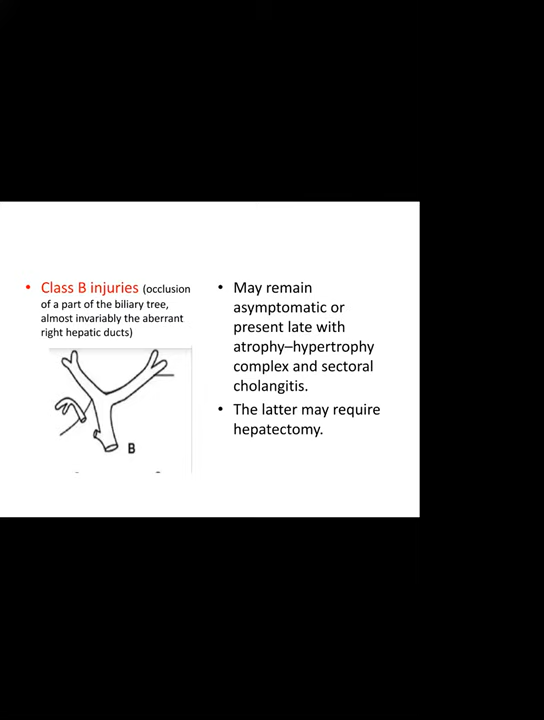 • Class B injuries (occlusion
of a part of the biliary tree,
almost invariably the aberrant
right hepatic ducts)
B
• May remain
asymptomatic or
present late with
atrophy–hypertrophy
complex and sectoral
cholangitis.
• The latter may require
hepatectomy.